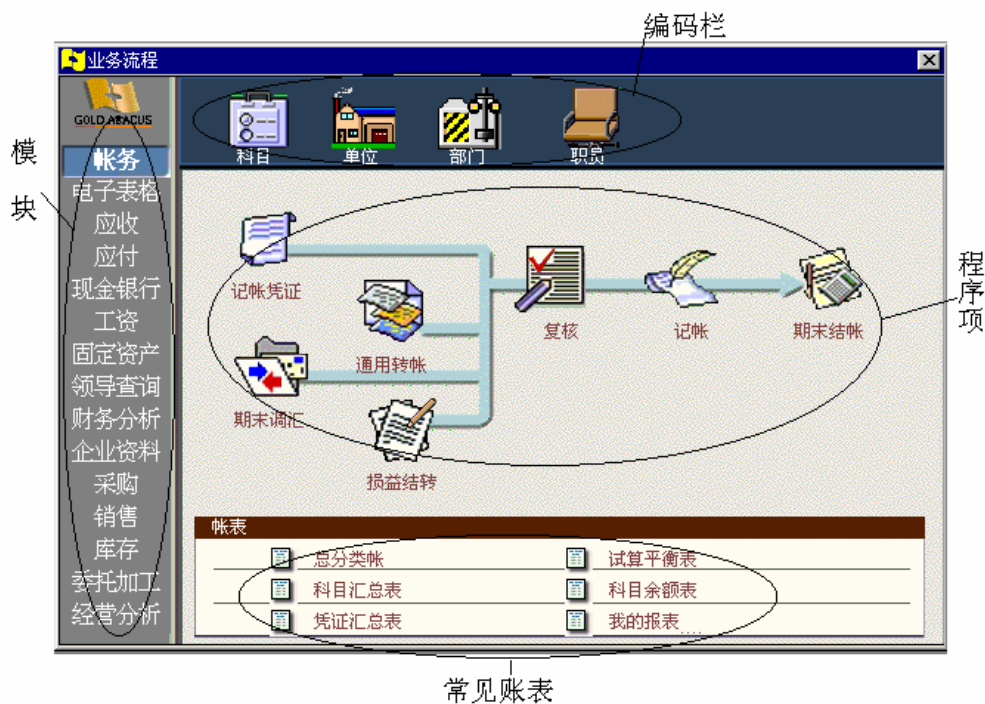 编码栏
业务流程
GOLD ABACUS
科目
单位
部门
职员
模块
帐务
电子表格
应收
应付
现金银行
工资
固定资产
领导查询
财务分析
企业资料
采购
销售
库存
委托加工
经营分析
记帐凭证
通用转帐
期末调汇
损益结转
复核
记帐
期末结帐
程序项
帐表
总分类帐
试算平衡表
科目汇总表
科目余额表
凭证汇总表
我的报表....
常见账表